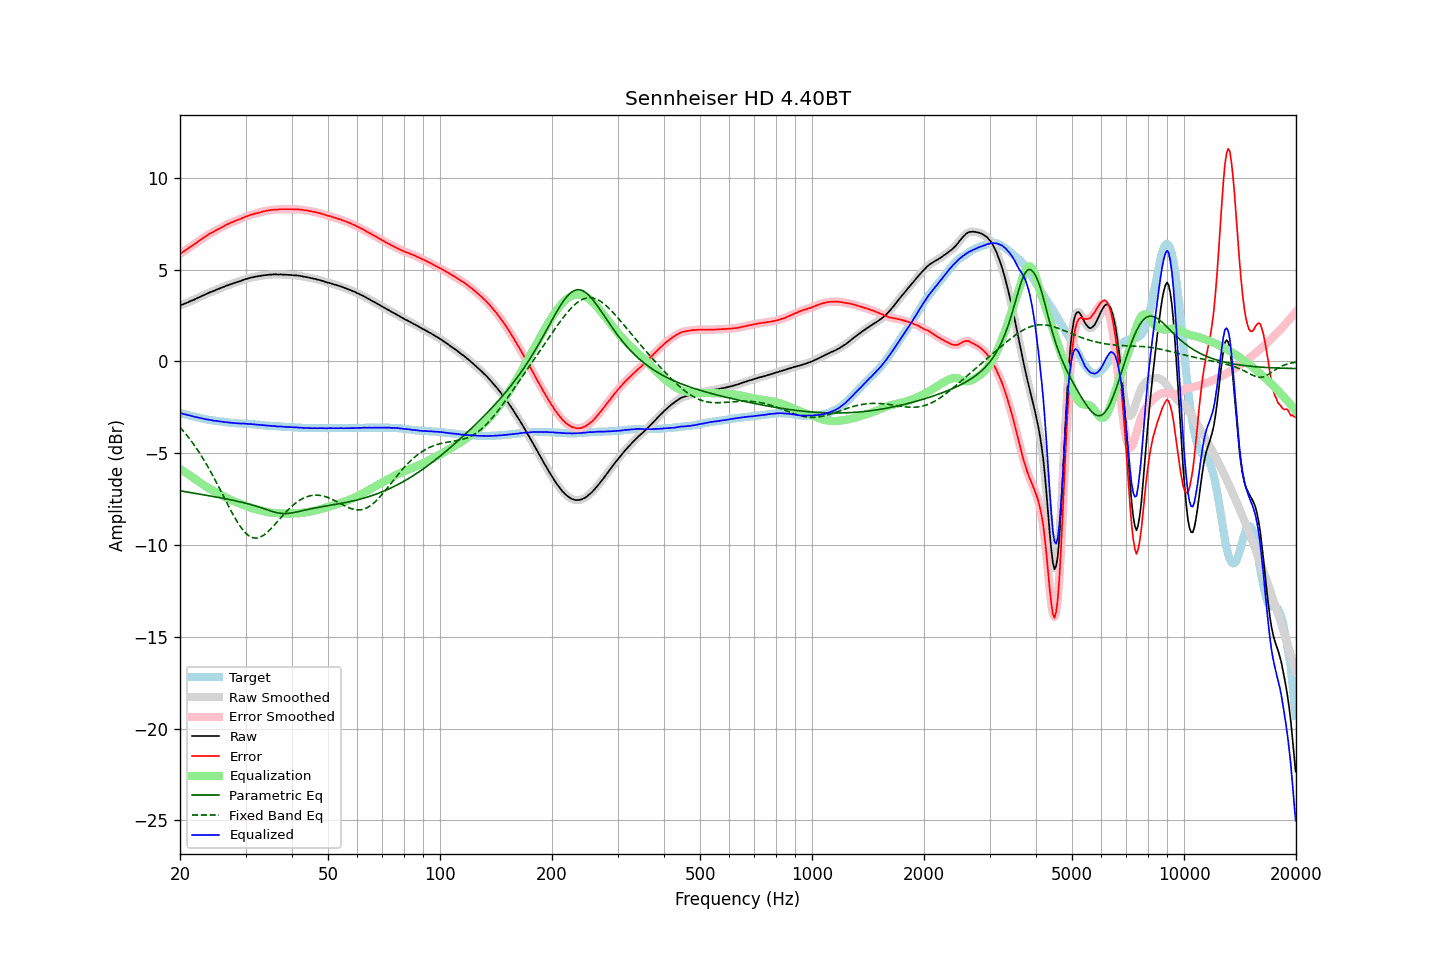 Sennheiser HD 4.40BT
Amplitude (dBr)
10
5
0
−5
−10
−15
−20
−25
Target
Raw Smoothed
Error Smoothed
Raw
Error
Equalization
Parametric Eq
Fixed Band Eq
Equalized
20 50 100 200 500 1000 2000 5000 10000 20000
Frequency (Hz)